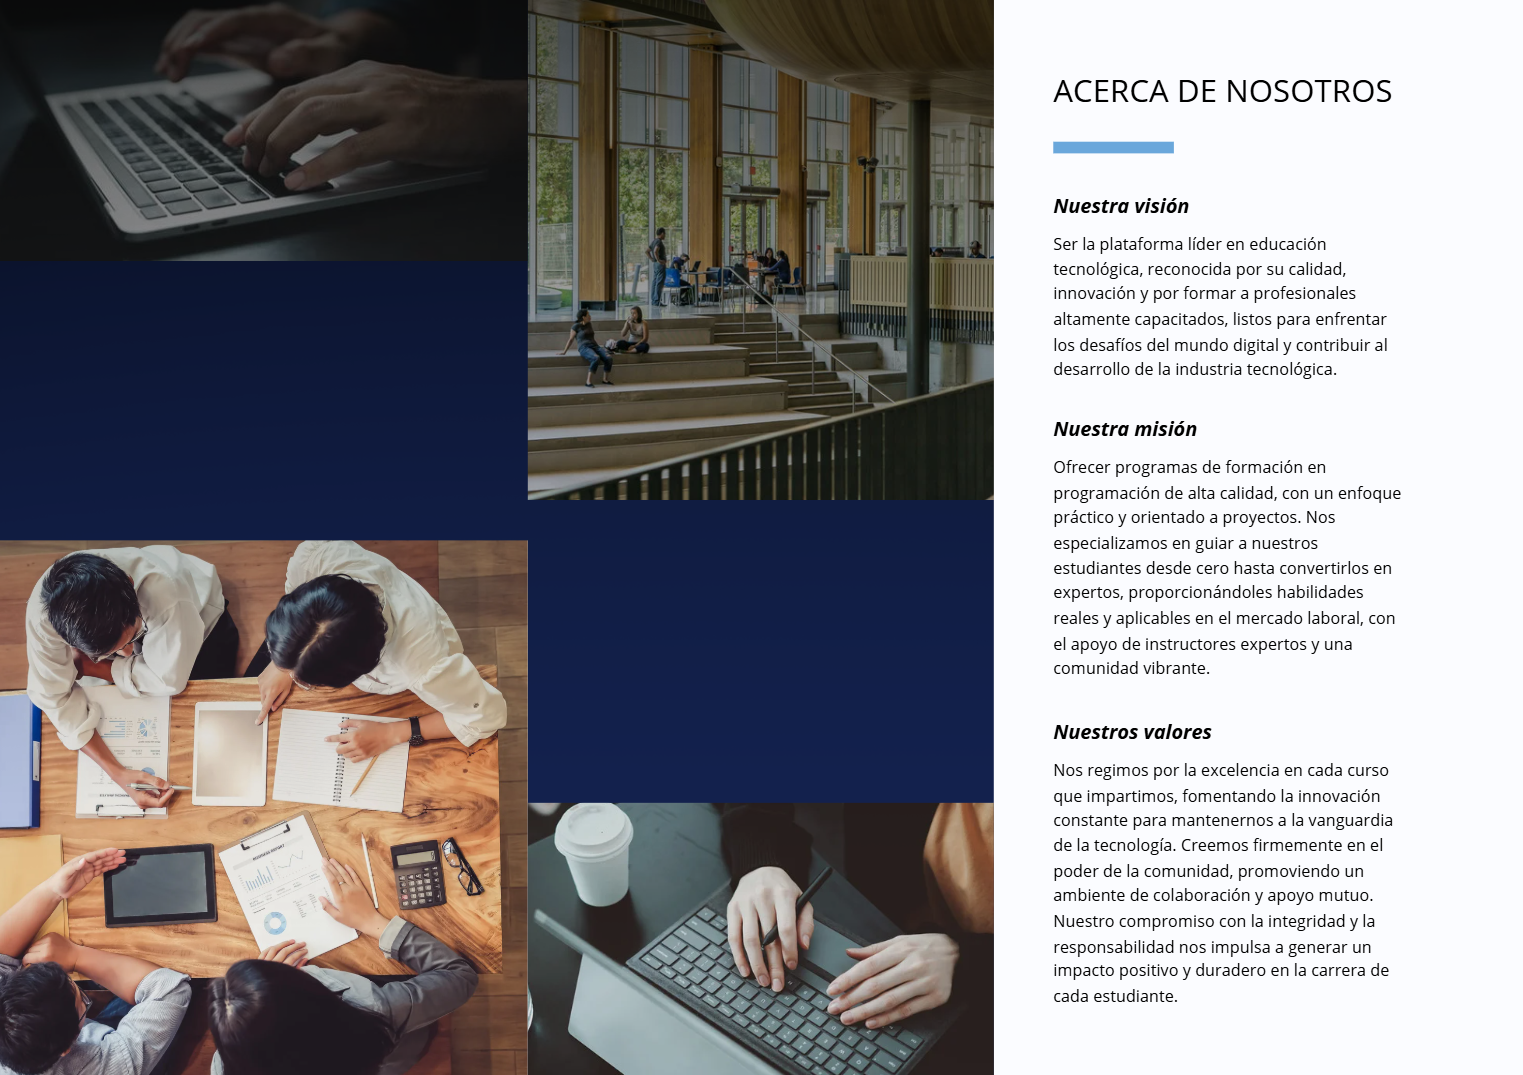 ACERCA DE NOSOTROS
Nuestra visión
Ser la plataforma líder en educación
tecnológica, reconocida por su calidad,
innovación y por formar a profesionales
altamente capacitados, listos para enfrentar
los desafíos del mundo digital y contribuir al
desarrollo de la industria tecnológica.
Nuestra misión
Ofrecer programas de formación en
programación de alta calidad, con un enfoque
práctico y orientado a proyectos. Nos
especializamos en guiar a nuestros
estudiantes desde cero hasta convertirlos en
expertos, proporcionándoles habilidades
reales y aplicables en el mercado laboral, con
el apoyo de instructores expertos y una
comunidad vibrante.
Nuestros valores
Nos regimos por la excelencia en cada curso
que impartimos, fomentando la innovación
constante para mantenernos a la vanguardia
de la tecnología. Creemos firmemente en el
poder de la comunidad, promoviendo un
ambiente de colaboración y apoyo mutuo.
Nuestro compromiso con la integridad y la
responsabilidad nos impulsa a generar un
impacto positivo y duradero en la carrera de
cada estudiante.